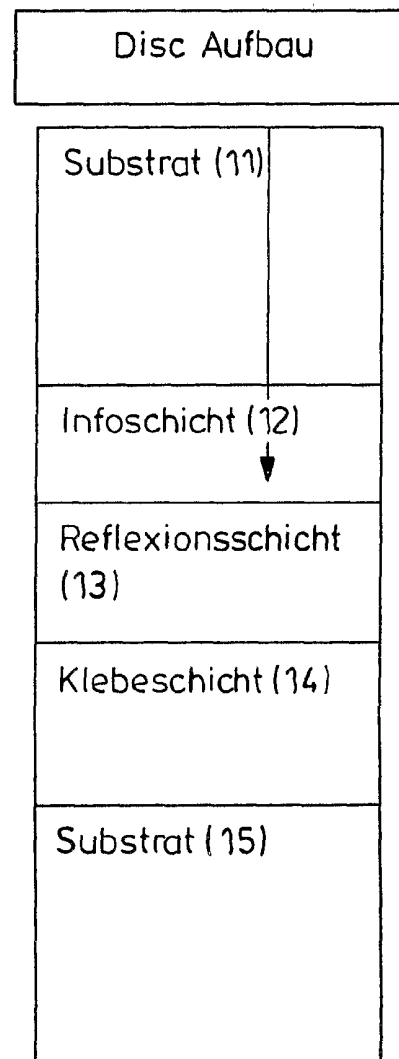 Disc Aufbau
Substrat (11)
Infoschicht (12)
Reflexionsschicht
(13)
Klebeschicht (14)
Substrat (15)